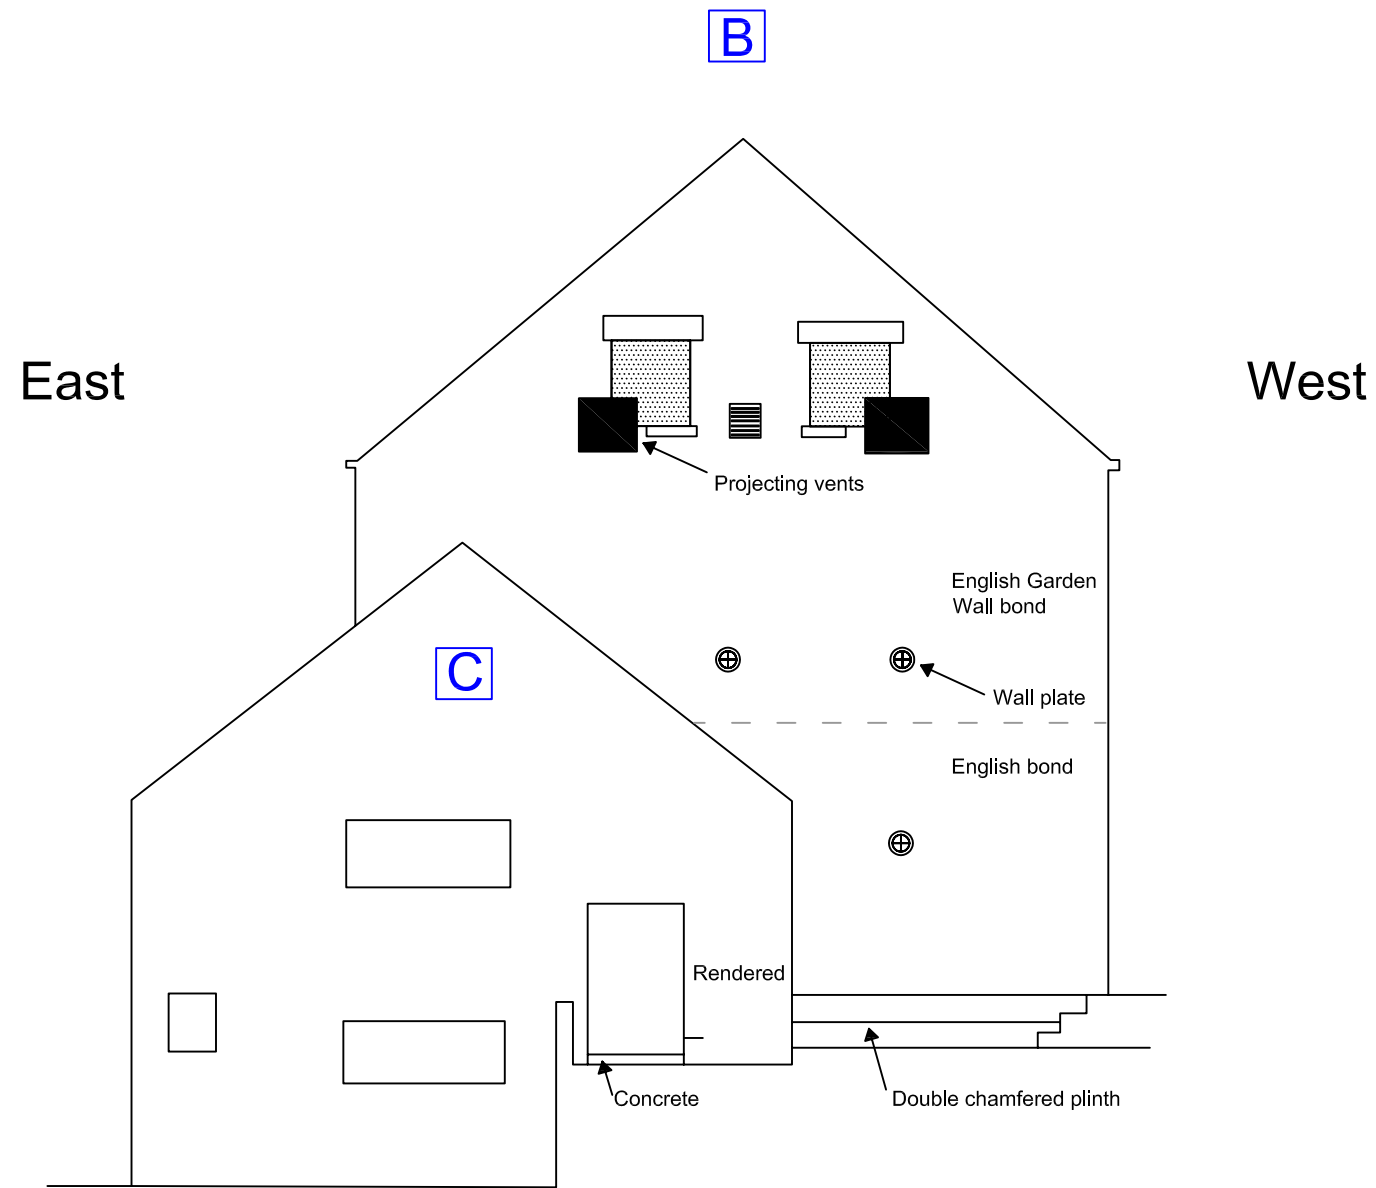 B
East
West
Projecting vents
English Garden
Wall bond
C
Wall plate
English bond
Rendered
Concrete
Double chamfered plinth